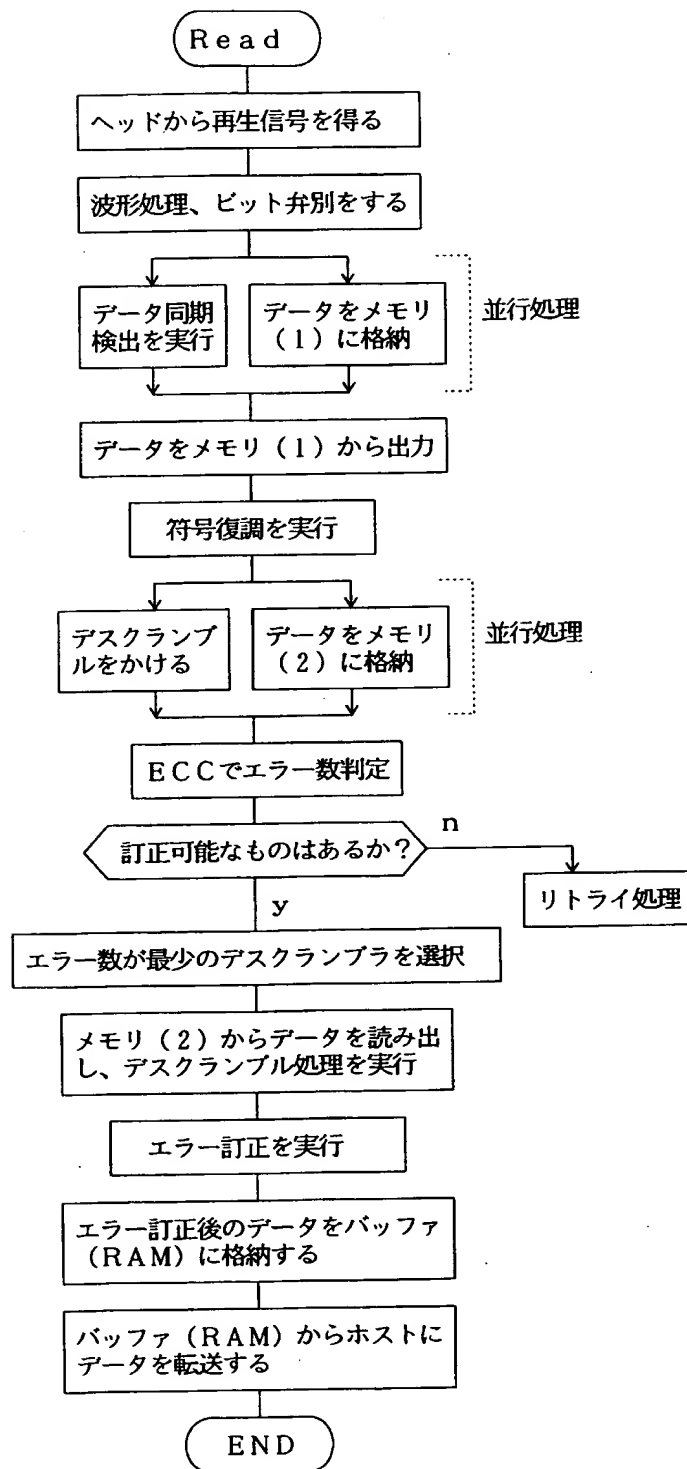 Read
ヘッドから再生信号を得る
波形処理、ビット弁別をする
データ同期
検出を実行
データをメモリ
(1)に格納
並行処理
データをメモリ(1)から出力
符号復調を実行
デスクランブ
ルをかける
データをメモリ
(2)に格納
並行処理
ECCでエラー数判定
訂正可能なものはあるか?
n
リトライ処理
y
エラー数が最少のデスクランブラを選択
メモリ(2)からデータを読み出
し、デスクランブル処理を実行
エラー訂正を実行
エラー訂正後のデータをバッファ
(RAM)に格納する
バッファ(RAM)からホストに
データを転送する
END